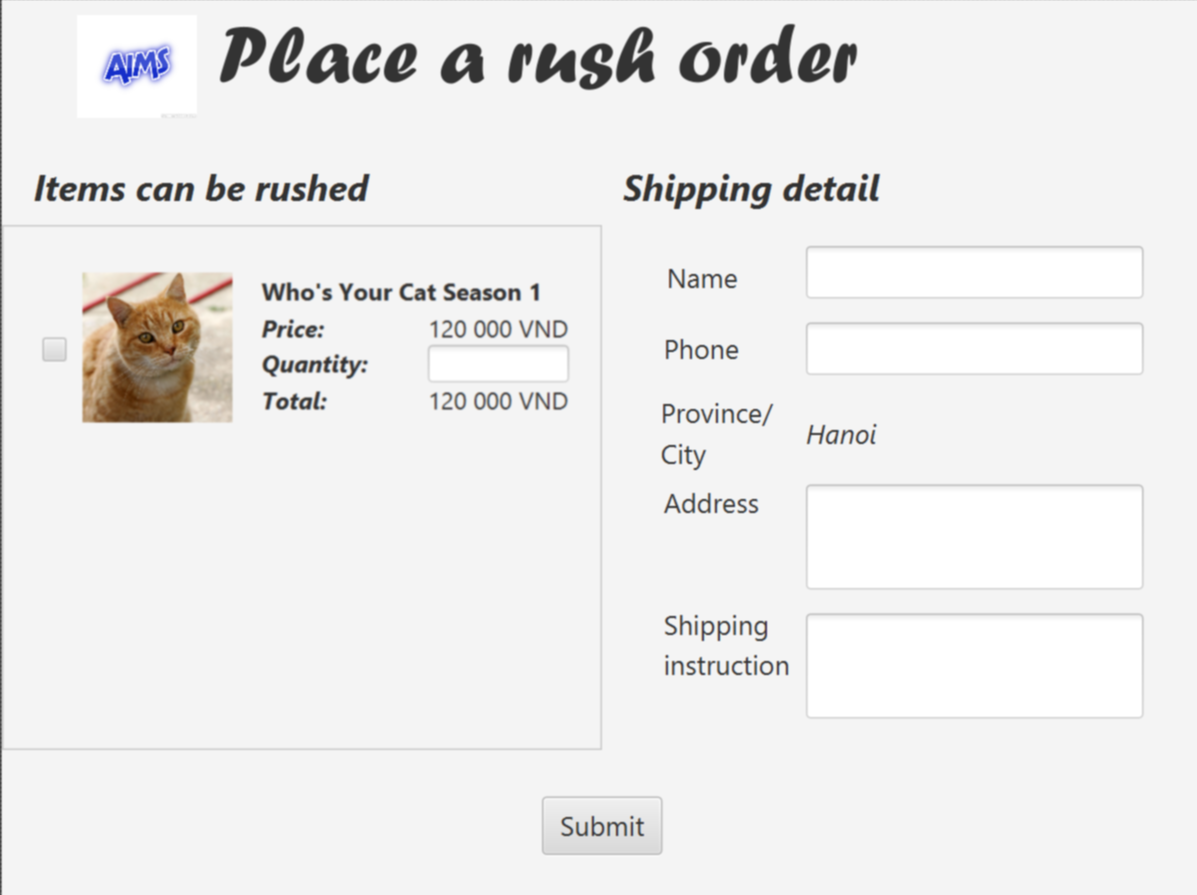 AIMS
Place a rush order
Items can be rushed
Who's Your Cat Season 1
Price: 120 000 VND
Quantity:
Total: 120 000 VND
Shipping detail
Name
Phone
Province/
City
Hanoi
Address
Shipping
instruction
Submit